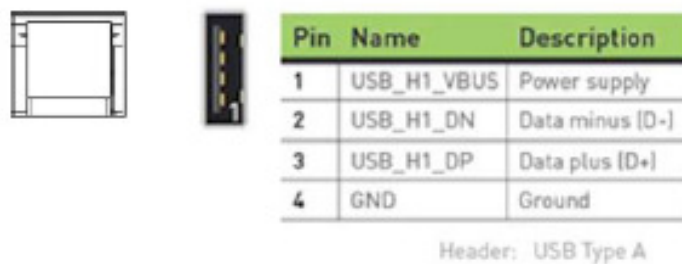 Pin Name Description
1 USB_H1_VBUS Power supply
2 USB_H1_DN Data minus (D-)
3 USB_H1_DP Data plus (D+)
4 GND Ground
Header: USB Type A
1